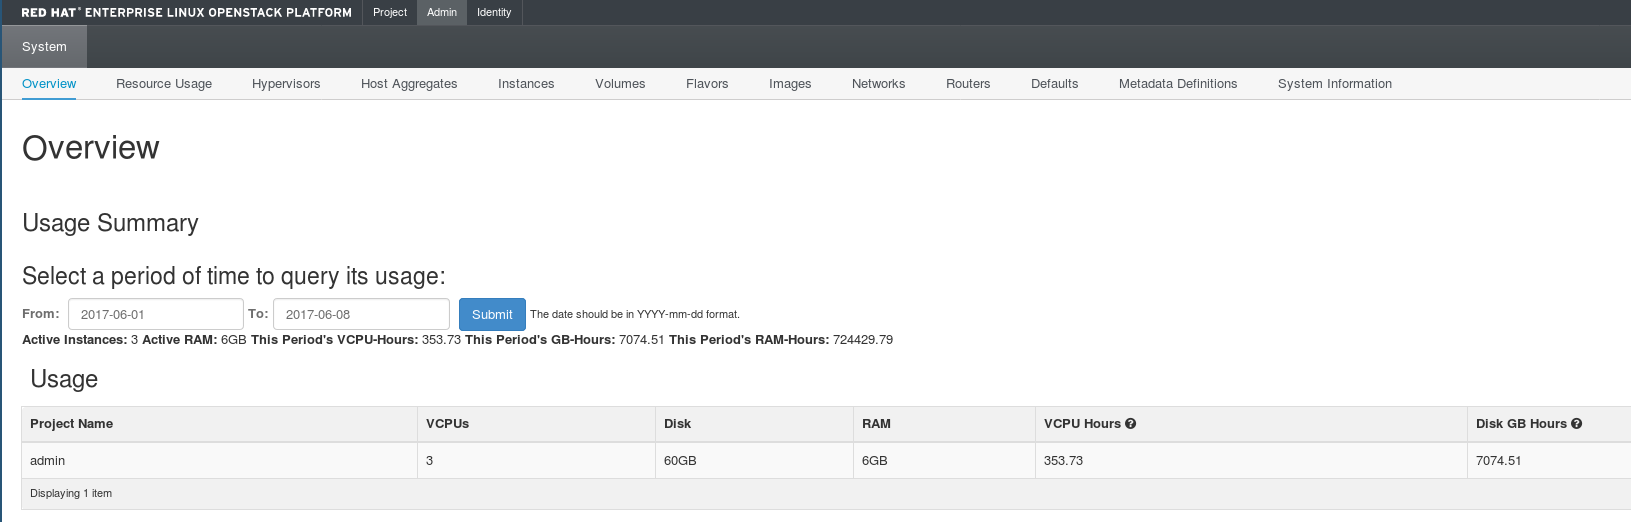 RED HAT® ENTERPRISE LINUX OPENSTACK PLATFORM Project Admin Identity
System
Overview Resource Usage Hypervisors Host Aggregates Instances Volumes Flavors Images Networks Routers Defaults Metadata Definitions System Information
Overview
Usage Summary
Select a period of time to query its usage:
From: 2017-06-01 To: 2017-06-08 Submit The date should be in YYYY-mm-dd format.
Active Instances: 3 Active RAM: 6GB This Period's VCPU-Hours: 353.73 This Period's GB-Hours: 7074.51 This Period's RAM-Hours: 724429.79
Usage
Project Name VCPUs Disk RAM VCPU Hours ? Disk GB Hours ?
admin 3 60GB 6GB 353.73 7074.51
Displaying 1 item